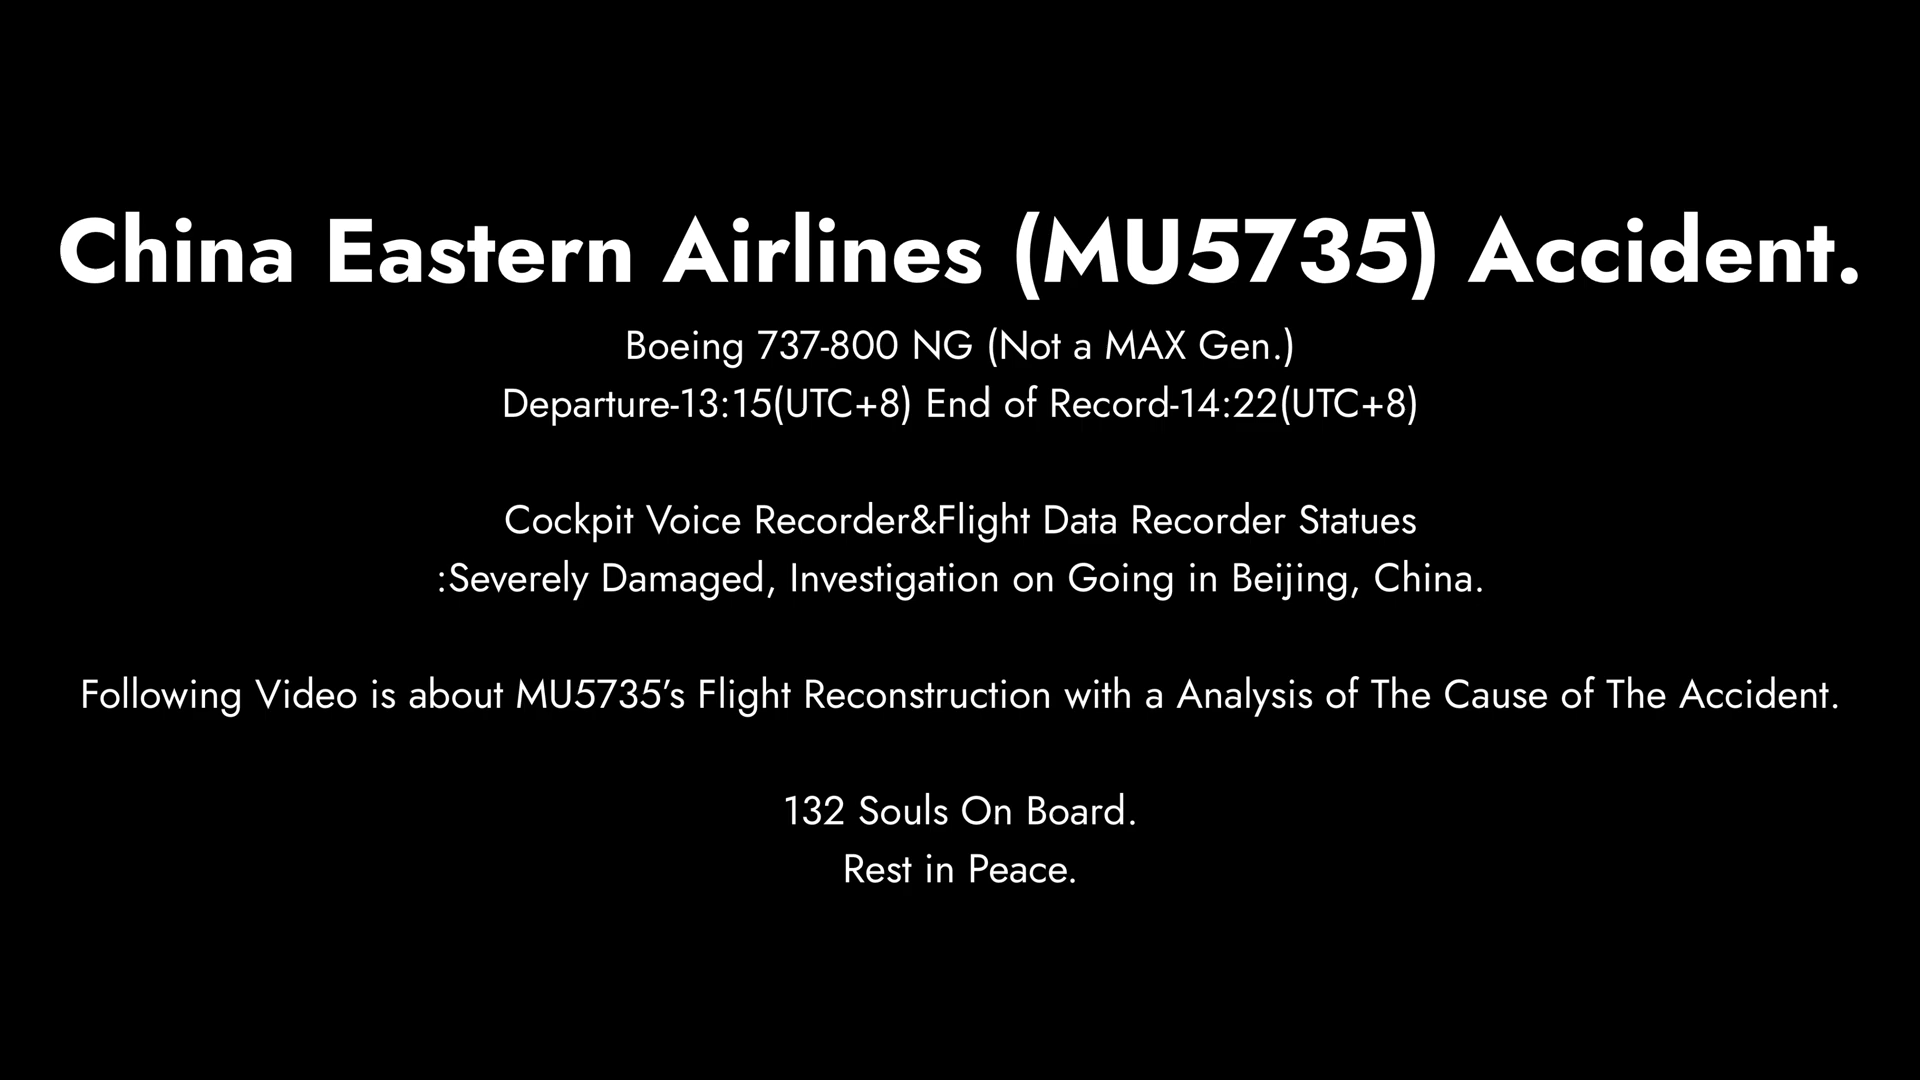 China Eastern Airlines (MU5735) Accident.
Boeing 737-800 NG (Not a MAX Gen.)
Departure-13:15(UTC+8) End of Record-14:22(UTC+8)
Cockpit Voice Recorder&Flight Data Recorder Statues
:Severely Damaged, Investigation on Going in Beijing, China.
Following Video is about MU5735’s Flight Reconstruction with a Analysis of The Cause of The Accident.
132 Souls On Board.
Rest in Peace.